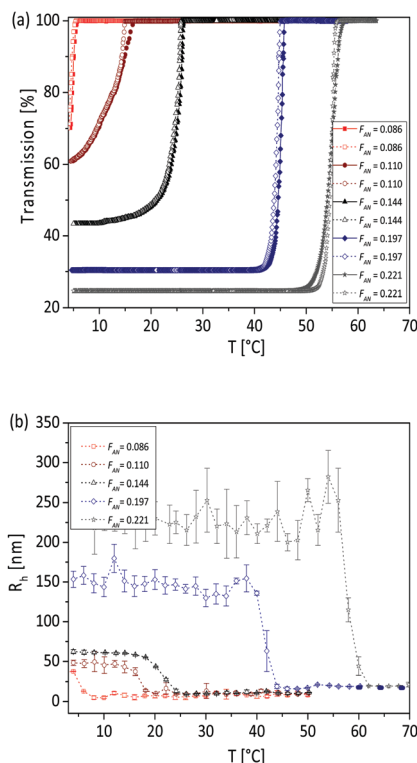 (a)
100
80
60
40
20
Transmission [%]
F_AN = 0.086
F_AN = 0.086
F_AN = 0.110
F_AN = 0.110
F_AN = 0.144
F_AN = 0.144
F_AN = 0.197
F_AN = 0.197
F_AN = 0.221
F_AN = 0.221
10 20 30 40 50 60 70
T [°C]
(b)
350
300
250
200
150
100
50
0
R_h [nm]
F_AN = 0.086
F_AN = 0.110
F_AN = 0.144
F_AN = 0.197
F_AN = 0.221
10 20 30 40 50 60 70
T [°C]